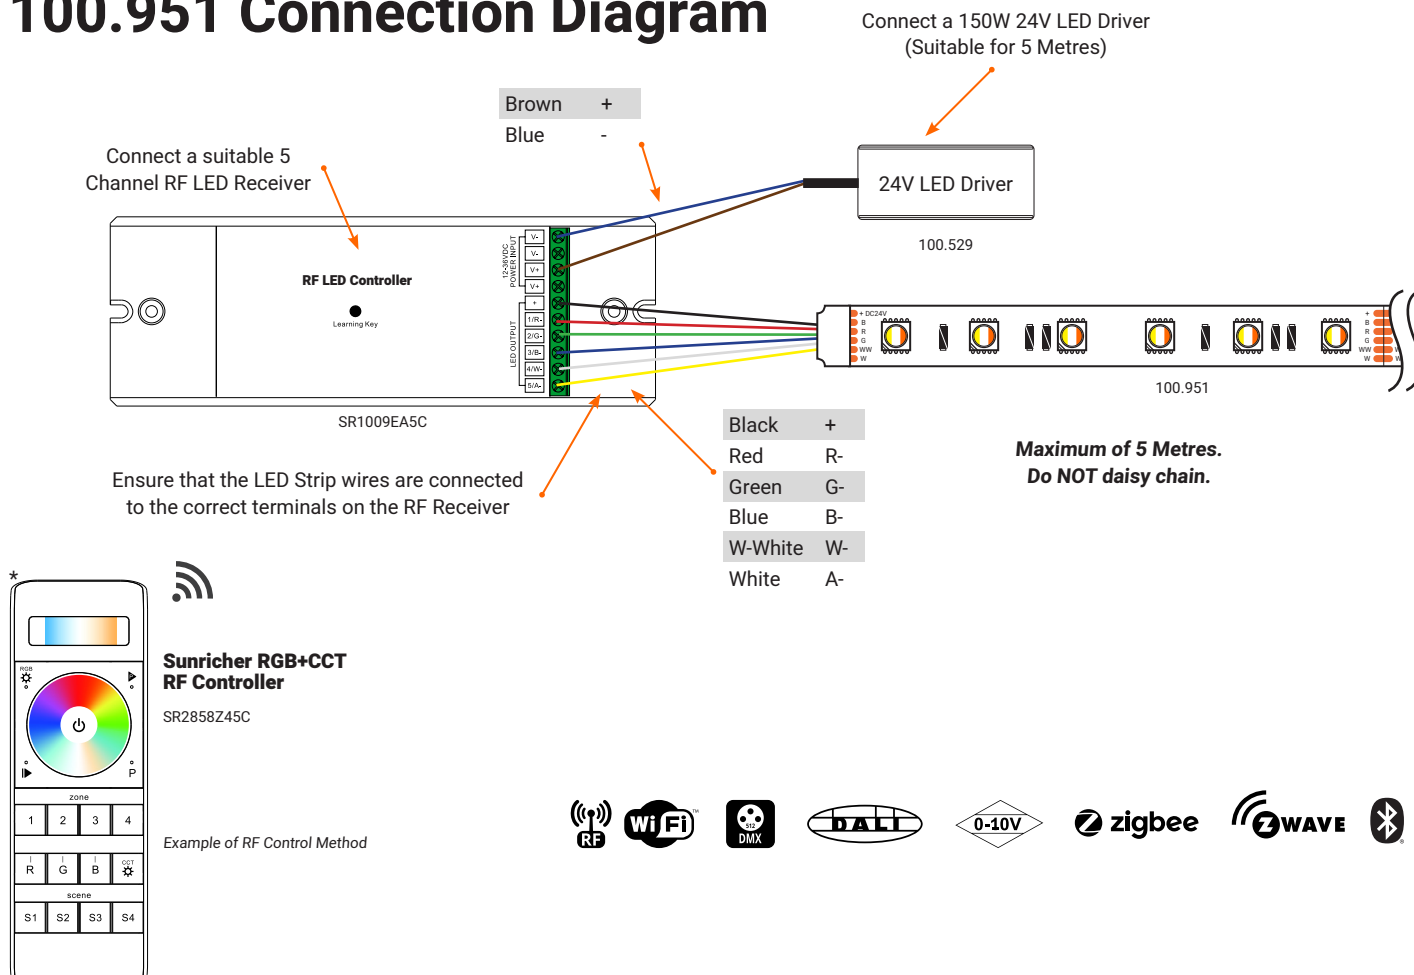 100.951 Connection Diagram
Connect a 150W 24V LED Driver
(Suitable for 5 Metres)
Brown +
Blue -
Connect a suitable 5
Channel RF LED Receiver
24V LED Driver
100.529
RF LED Controller
Learning Key
12-36VDC
POWER INPUT
V-
V-
V+
V+
LED OUTPUT
+
1/R-
2/G-
3/B-
4/W-
5/A-
SR1009EA5C
+ DC24V
B
R
G
WW
W
+
B
R
G
WW
W
W
W
100.951
Maximum of 5 Metres.
Do NOT daisy chain.
Black +
Red R-
Green G-
Blue B-
W-White W-
White A-
Ensure that the LED Strip wires are connected
to the correct terminals on the RF Receiver
*
RGB
P
zone
1 2 3 4
R G B CCT
scene
S1 S2 S3 S4
Sunricher RGB+CCT
RF Controller
SR2858Z45C
Example of RF Control Method
RF
WiFi™
512
DMX
DALI
0-10V
zigbee
ZWAVE
®